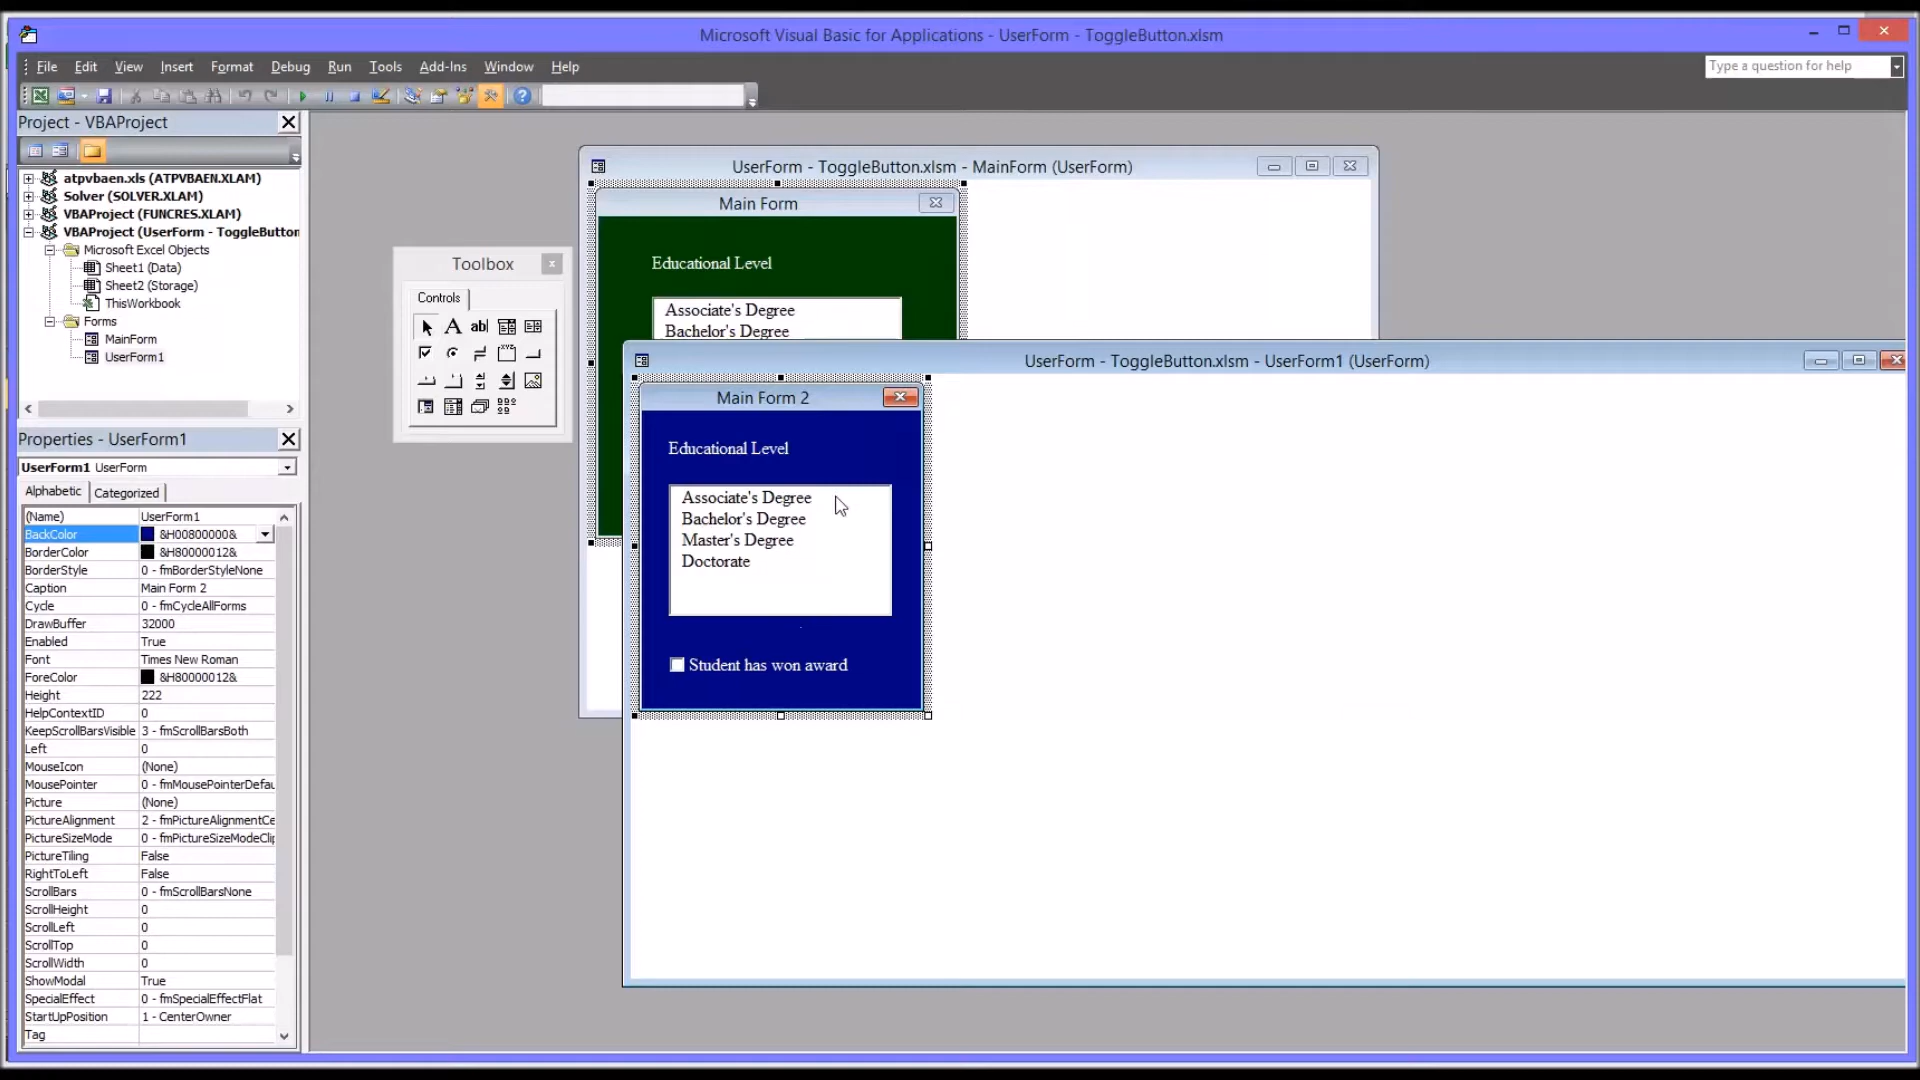 Microsoft Visual Basic for Applications - UserForm - ToggleButton.xlsm
File Edit View Insert Format Debug Run Tools Add-Ins Window Help
Type a question for help
Project - VBAProject
atpvbaen.xls (ATPVBAEN.XLAM)
Solver (SOLVER.XLAM)
VBAProject (FUNCRES.XLAM)
VBAProject (UserForm - ToggleButton
Microsoft Excel Objects
Sheet1 (Data)
Sheet2 (Storage)
ThisWorkbook
Forms
MainForm
UserForm1
Properties - UserForm1
UserForm1 UserForm
Alphabetic Categorized
(Name) UserForm1
BackColor &H00800000&
BorderColor &H80000012&
BorderStyle 0 - fmBorderStyleNone
Caption Main Form 2
Cycle 0 - fmCycleAllForms
DrawBuffer 32000
Enabled True
Font Times New Roman
ForeColor &H80000012&
Height 222
HelpContextID 0
KeepScrollBarsVisible 3 - fmScrollBarsBoth
Left 0
MouseIcon (None)
MousePointer 0 - fmMousePointerDefau
Picture (None)
PictureAlignment 2 - fmPictureAlignmentCe
PictureSizeMode 0 - fmPictureSizeModeClip
PictureTiling False
RightToLeft False
ScrollBars 0 - fmScrollBarsNone
ScrollHeight 0
ScrollLeft 0
ScrollTop 0
ScrollWidth 0
ShowModal True
SpecialEffect 0 - fmSpecialEffectFlat
StartUpPosition 1 - CenterOwner
Tag
Toolbox
Controls
A ab|
UserForm - ToggleButton.xlsm - MainForm (UserForm)
Main Form
Educational Level
Associate's Degree
Bachelor's Degree
UserForm - ToggleButton.xlsm - UserForm1 (UserForm)
Main Form 2
Educational Level
Associate's Degree
Bachelor's Degree
Master's Degree
Doctorate
Student has won award